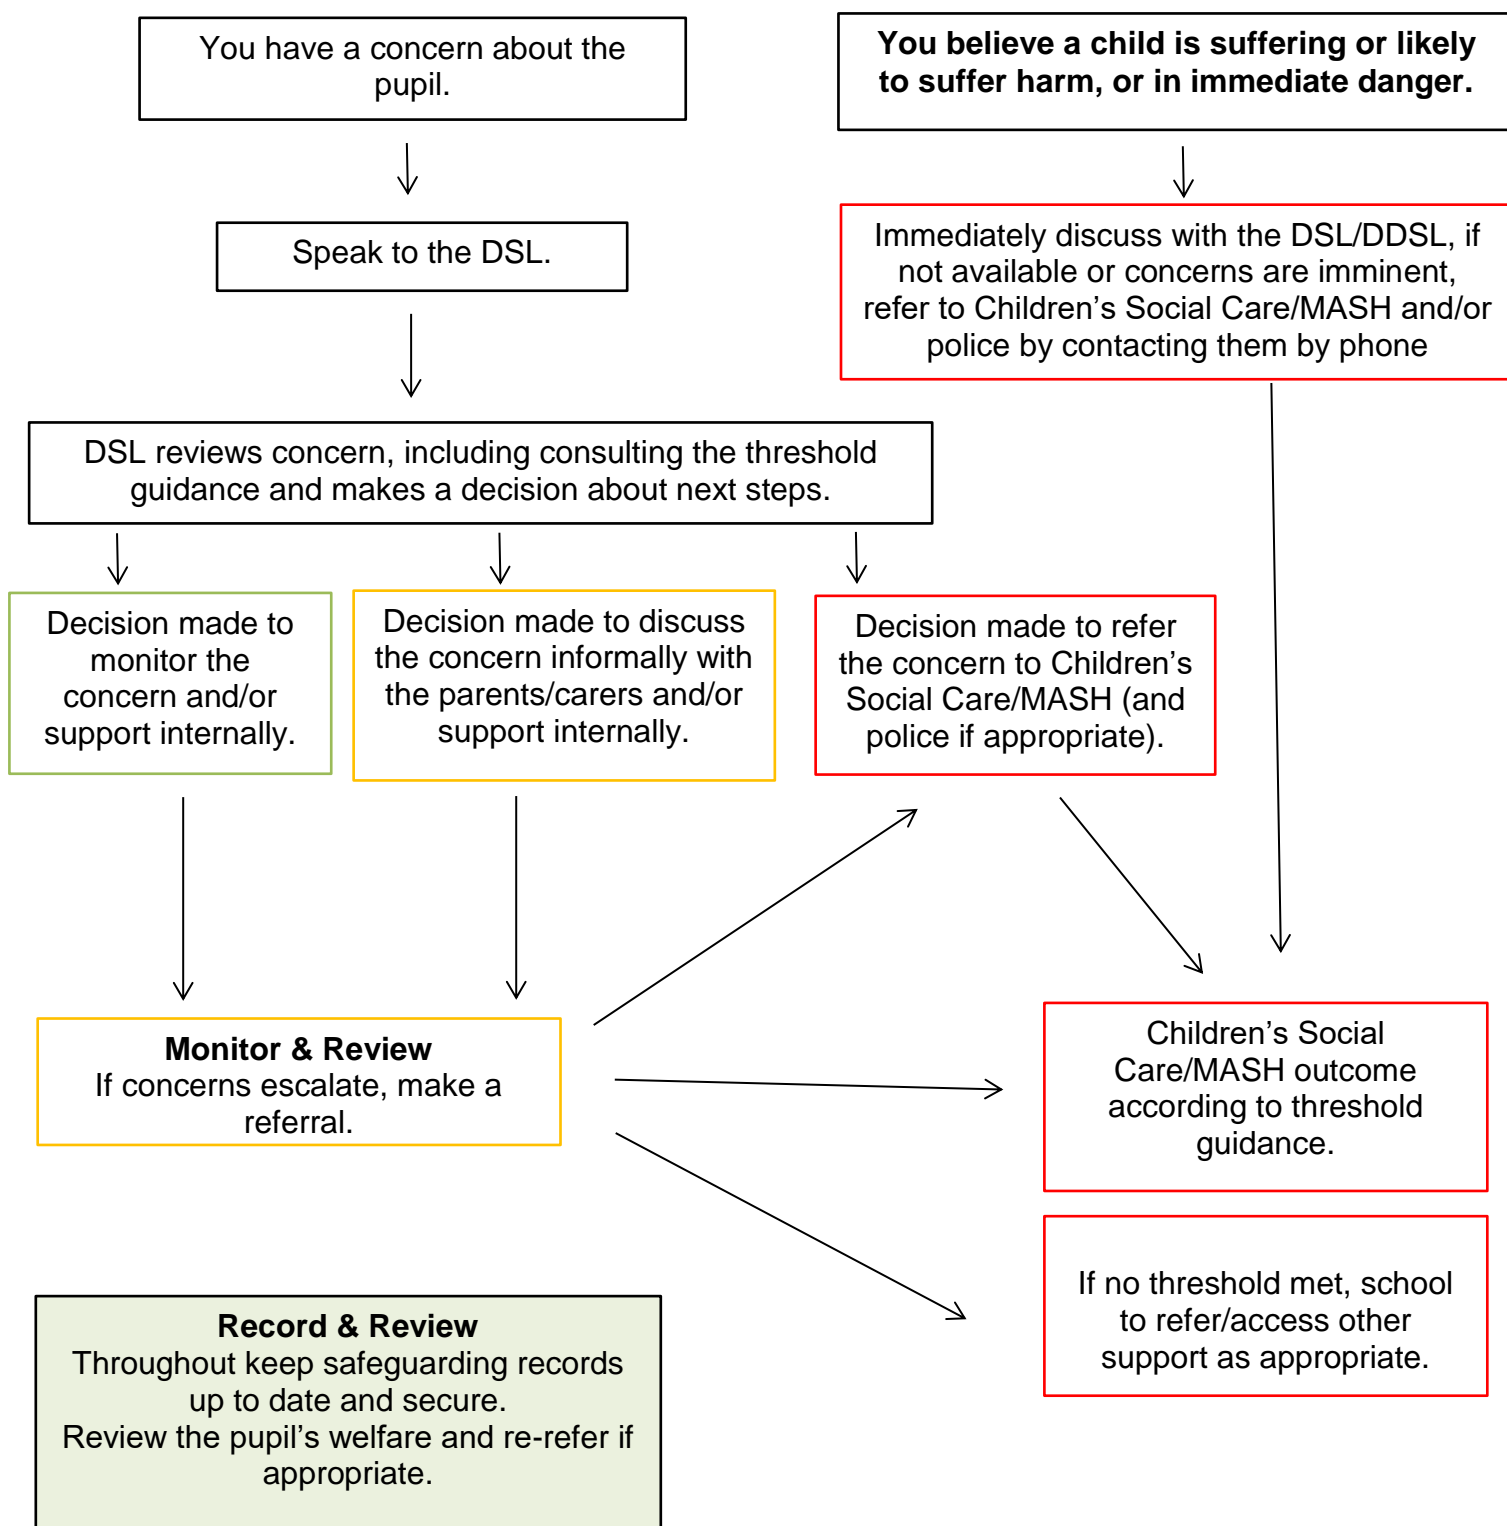 You have a concern about the
pupil.
You believe a child is suffering or likely
to suffer harm, or in immediate danger.
Speak to the DSL.
Immediately discuss with the DSL/DDSL, if
not available or concerns are imminent,
refer to Children’s Social Care/MASH and/or
police by contacting them by phone
DSL reviews concern, including consulting the threshold
guidance and makes a decision about next steps.
Decision made to
monitor the
concern and/or
support internally.
Decision made to discuss
the concern informally with
the parents/carers and/or
support internally.
Decision made to refer
the concern to Children’s
Social Care/MASH (and
police if appropriate).
Monitor & Review
If concerns escalate, make a
referral.
Children’s Social
Care/MASH outcome
according to threshold
guidance.
If no threshold met, school
to refer/access other
support as appropriate.
Record & Review
Throughout keep safeguarding records
up to date and secure.
Review the pupil’s welfare and re-refer if
appropriate.